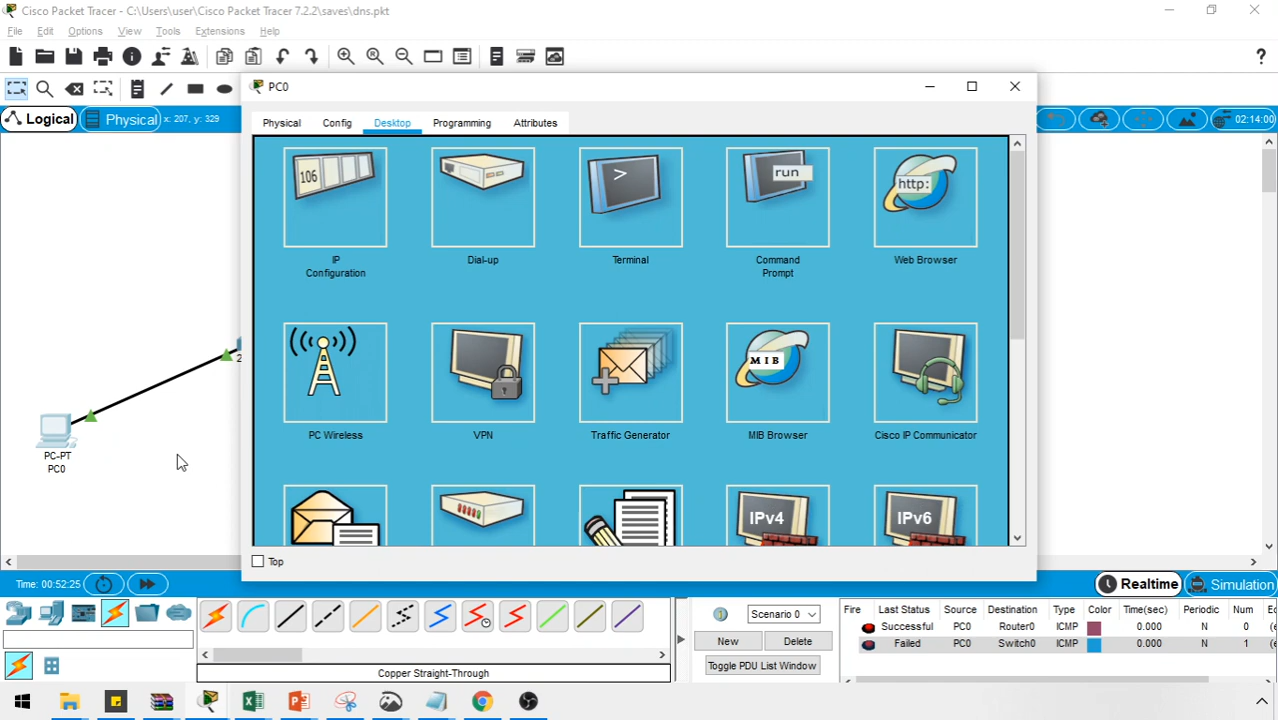 Cisco Packet Tracer - C:\Users\user\Cisco Packet Tracer 7.2.2\saves\dns.pkt
File Edit Options View Tools Extensions Help
Logical Physical x: 207, y: 329
02:14:00
PC0
Physical Config Desktop Programming Attributes
106
>
run
http:
IP
Configuration
Dial-up
Terminal
Command
Prompt
Web Browser
MIB
PC Wireless
VPN
Traffic Generator
MIB Browser
Cisco IP Communicator
IPv4
IPv6
Top
2
PC-PT
PC0
Time: 00:52:25
Realtime Simulation
Copper Straight-Through
Scenario 0
New Delete
Toggle PDU List Window
Fire Last Status Source Destination Type Color Time(sec) Periodic Num
Successful PC0 Router0 ICMP 0.000 N 0
Failed PC0 Switch0 ICMP 0.000 N 1